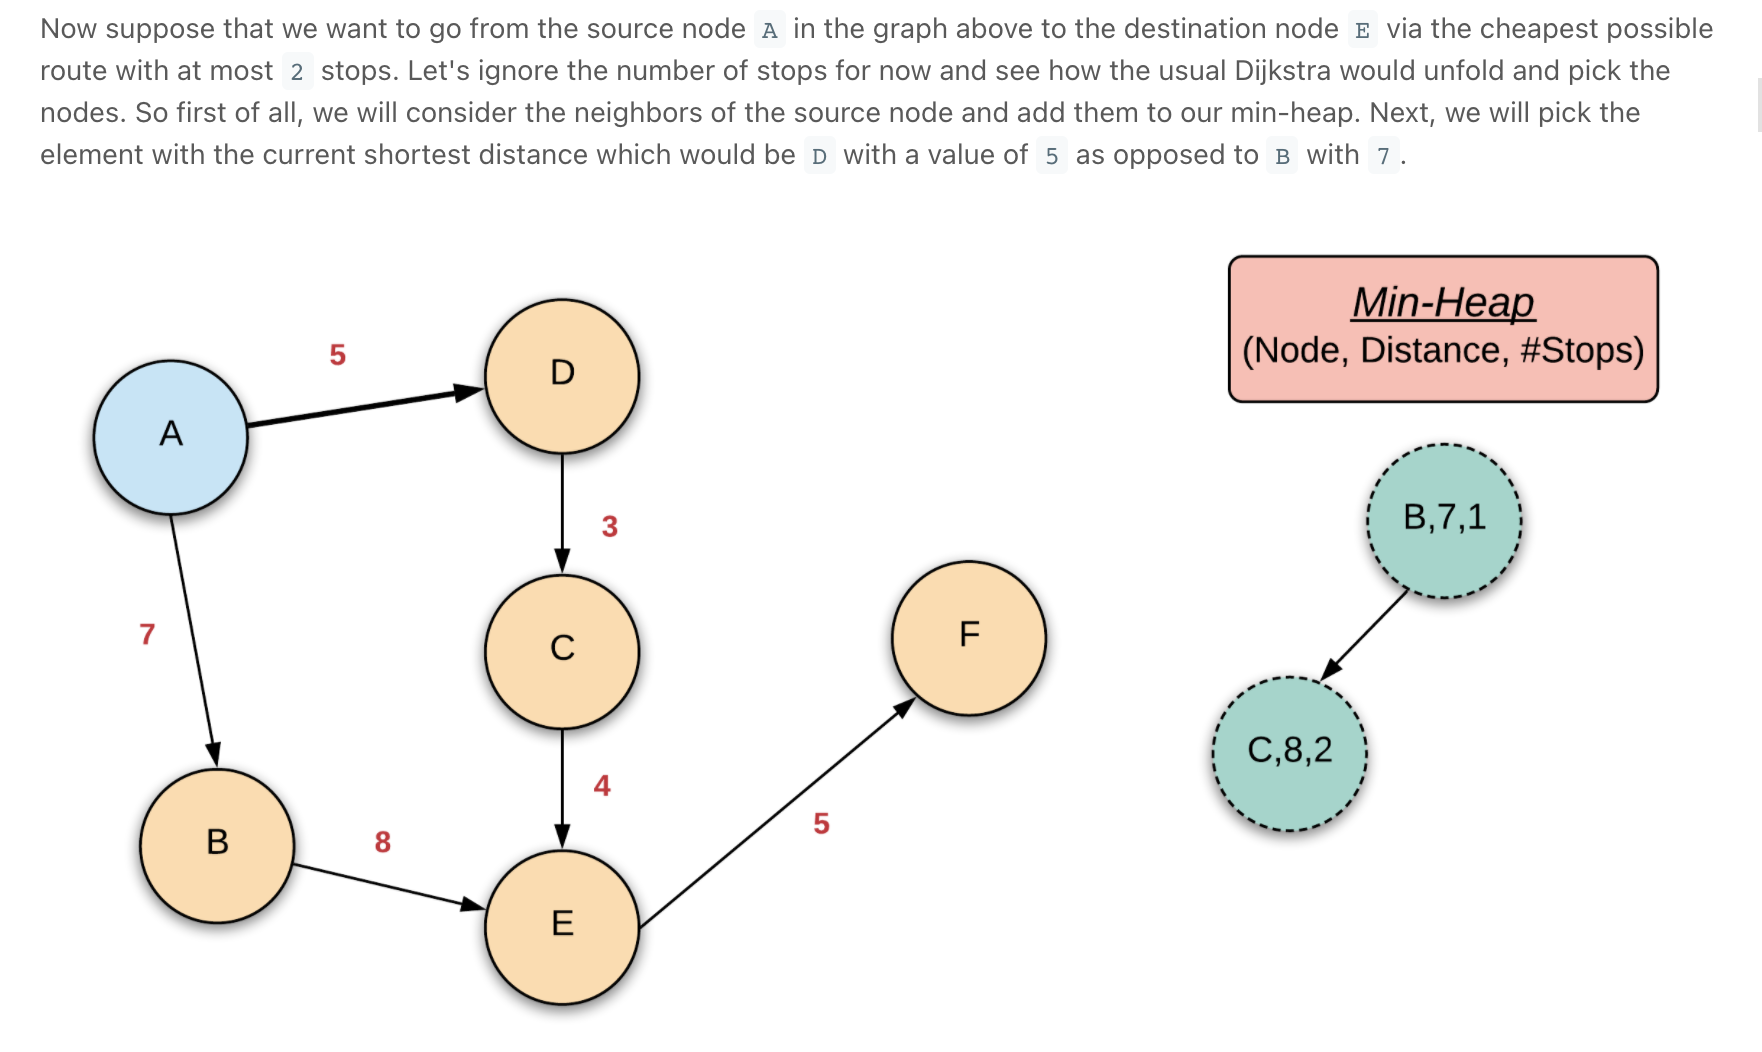 Now suppose that we want to go from the source node A in the graph above to the destination node E via the cheapest possible
route with at most 2 stops. Let's ignore the number of stops for now and see how the usual Dijkstra would unfold and pick the
nodes. So first of all, we will consider the neighbors of the source node and add them to our min-heap. Next, we will pick the
element with the current shortest distance which would be D with a value of 5 as opposed to B with 7 .
Min-Heap
(Node, Distance, #Stops)
5
D
A
B,7,1
3
F
7
C
C,8,2
4
5
8
B
E